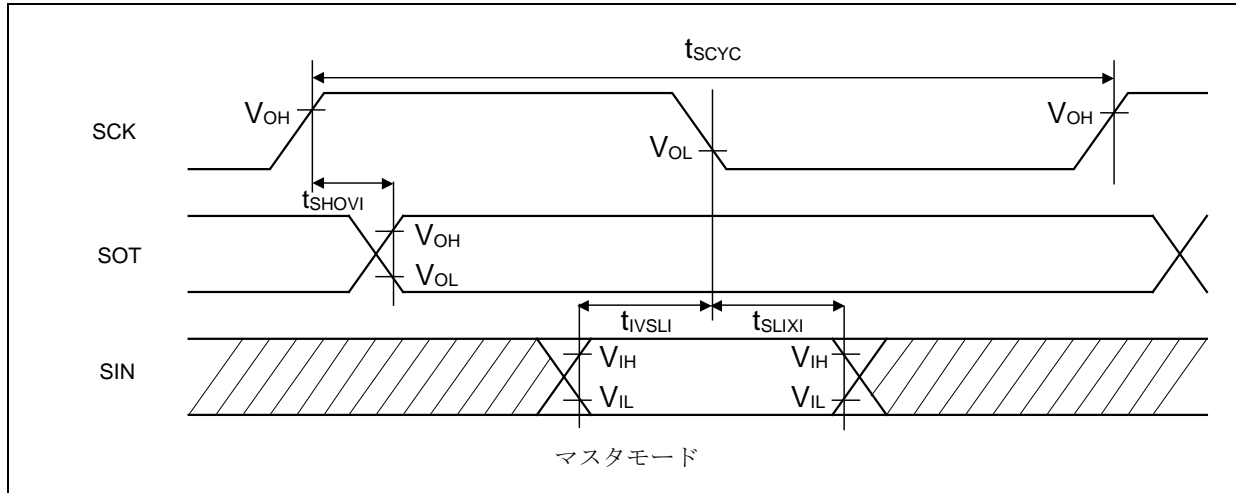 tSCYC
VOH
VOH
SCK
VOL
tSHOVI
VOH
SOT
VOL
tIVSLI
tSLIXI
VIH
VIH
SIN
VIL
VIL
マスタモード